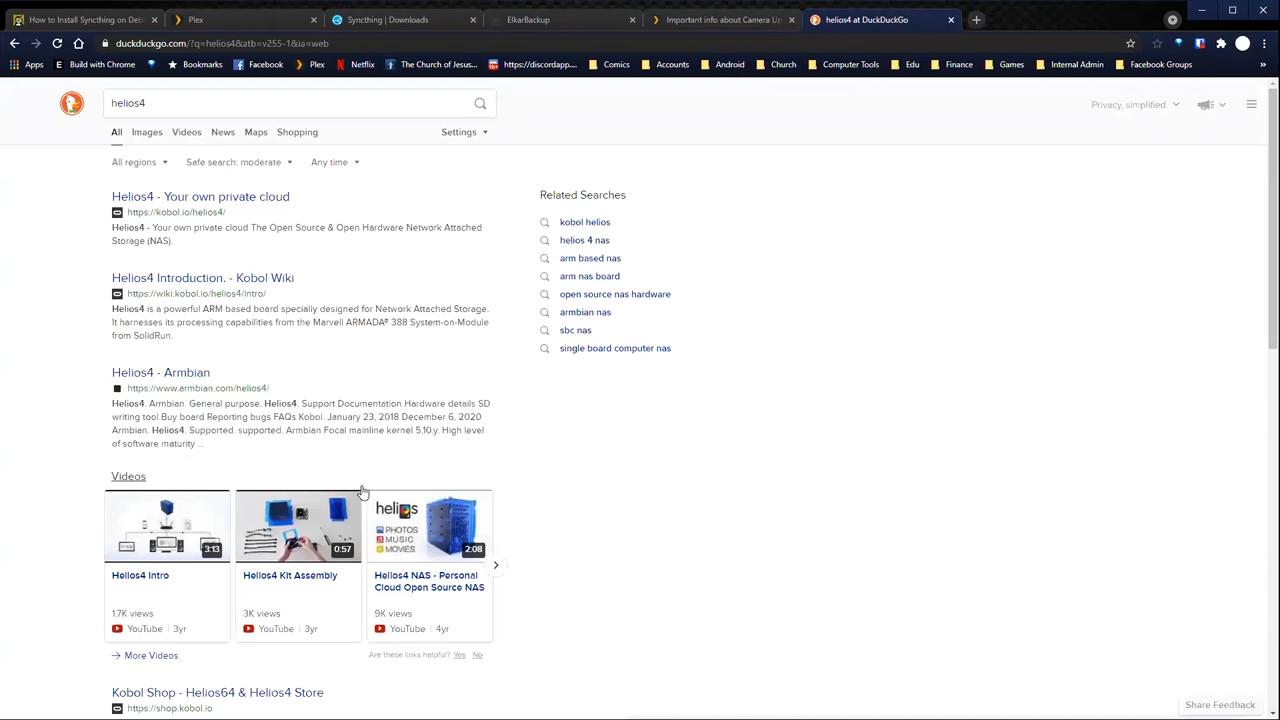 How to Install Syncthing on Deb
Plex
Syncthing | Downloads
ElkarBackup
Important info about Camera Up
helios4 at DuckDuckGo
duckduckgo.com/?q=helios4&atb=v255-1&ia=web
Apps
Build with Chrome
Bookmarks
Facebook
Plex
Netflix
The Church of Jesus...
https://discordapp....
Comics
Accounts
Android
Church
Computer Tools
Edu
Finance
Games
Internal Admin
Facebook Groups
helios4
Privacy, simplified
All Images Videos News Maps Shopping Settings
All regions Safe search: moderate Any time
Helios4 - Your own private cloud
https://kobol.io/helios4/
Helios4 - Your own private cloud The Open Source & Open Hardware Network Attached
Storage (NAS).
Helios4 Introduction. - Kobol Wiki
https://wiki.kobol.io/helios4/intro/
Helios4 is a powerful ARM based board specially designed for Network Attached Storage.
It harnesses its processing capabilities from the Marvell ARMADA® 388 System-on-Module
from SolidRun.
Helios4 - Armbian
https://www.armbian.com/helios4/
Helios4. Armbian. General purpose. Helios4. Support Documentation Hardware details SD
writing tool Buy board Reporting bugs FAQs Kobol. January 23, 2018 December 6, 2020
Armbian. Helios4. Supported. supported. Armbian Focal mainline kernel 5.10.y. High level
of software maturity ...
Videos
3:13
0:57
helios
PHOTOS
MUSIC
MOVIES
2:08
Helios4 Intro
1.7K views
YouTube | 3yr
Helios4 Kit Assembly
3K views
YouTube | 3yr
Helios4 NAS - Personal
Cloud Open Source NAS
9K views
YouTube | 4yr
More Videos
Are these links helpful? Yes No
Kobol Shop - Helios64 & Helios4 Store
https://shop.kobol.io
Related Searches
kobol helios
helios 4 nas
arm based nas
arm nas board
open source nas hardware
armbian nas
sbc nas
single board computer nas
Share Feedback